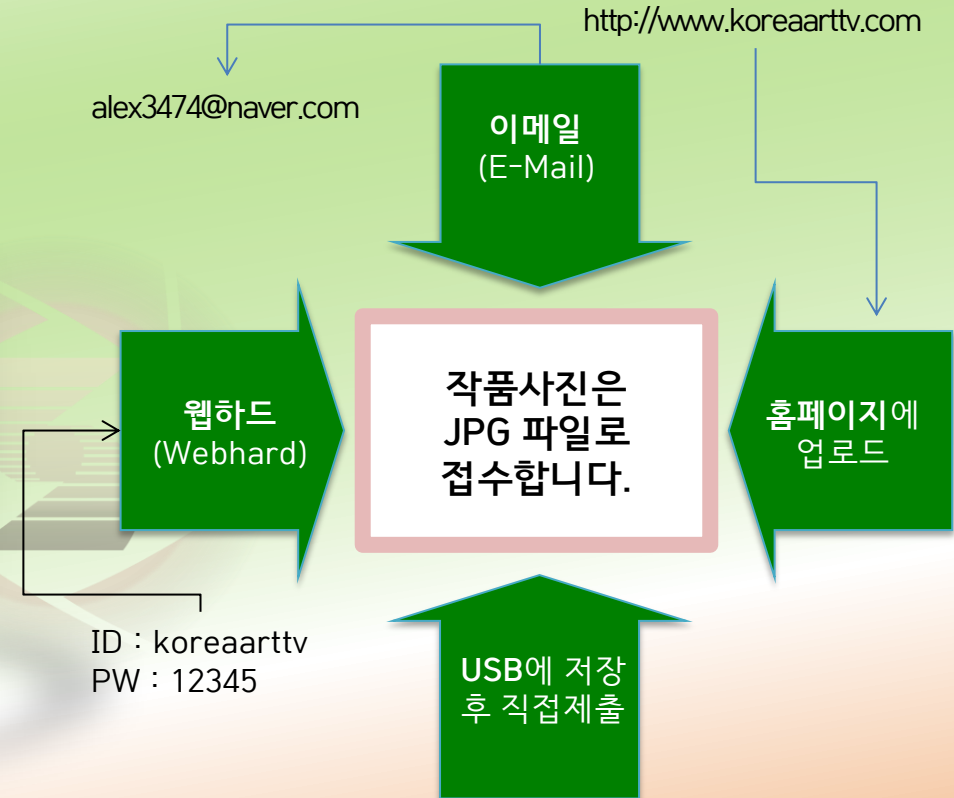 http://www.koreaarttv.com
alex3474@naver.com
이메일
(E-Mail)
웹하드
(Webhard)
작품사진은
JPG 파일로
접수합니다.
홈페이지에
업로드
ID : koreaarttv
PW : 12345
USB에 저장
후 직접제출